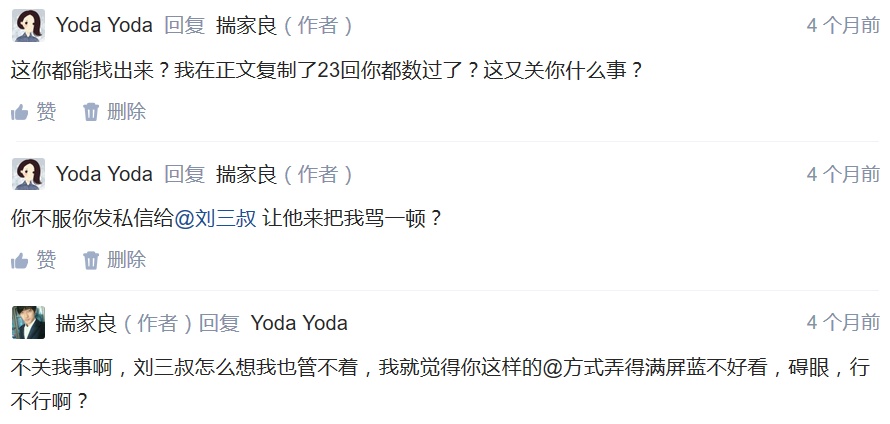 Yoda Yoda 回复 揣家良(作者) 4 个月前
这你都能找出来？我在正文复制了23回你都数过了？这又关你什么事？
赞 删除
Yoda Yoda 回复 揣家良(作者) 4 个月前
你不服你发私信给@刘三叔 让他来把我骂一顿？
赞 删除
揣家良(作者)回复 Yoda Yoda 4 个月前
不关我事啊，刘三叔怎么想我也管不着，我就觉得你这样的@方式弄得满屏蓝不好看，碍眼，行
不行啊？